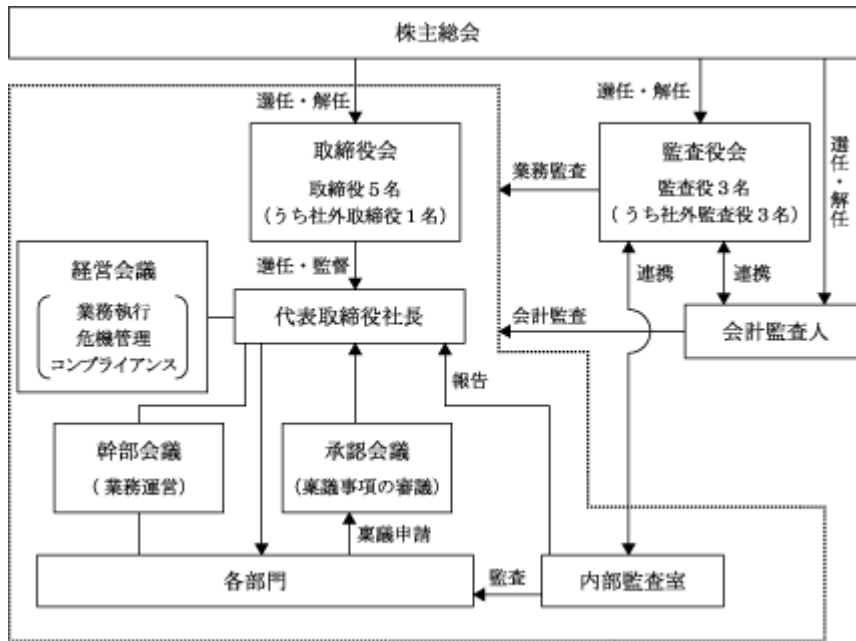 株主総会
選任・解任
選任・解任
選任・解任
取締役会
取締役5名
(うち社外取締役1名)
業務監査
監査役会
監査役3名
(うち社外監査役3名)
経営会議
業務執行
危機管理
コンプライアンス
選任・監督
連携
連携
代表取締役社長
会計監査
会計監査人
報告
幹部会議
(業務運営)
承認会議
(稟議事項の審議)
稟議申請
各部門
監査
内部監査室